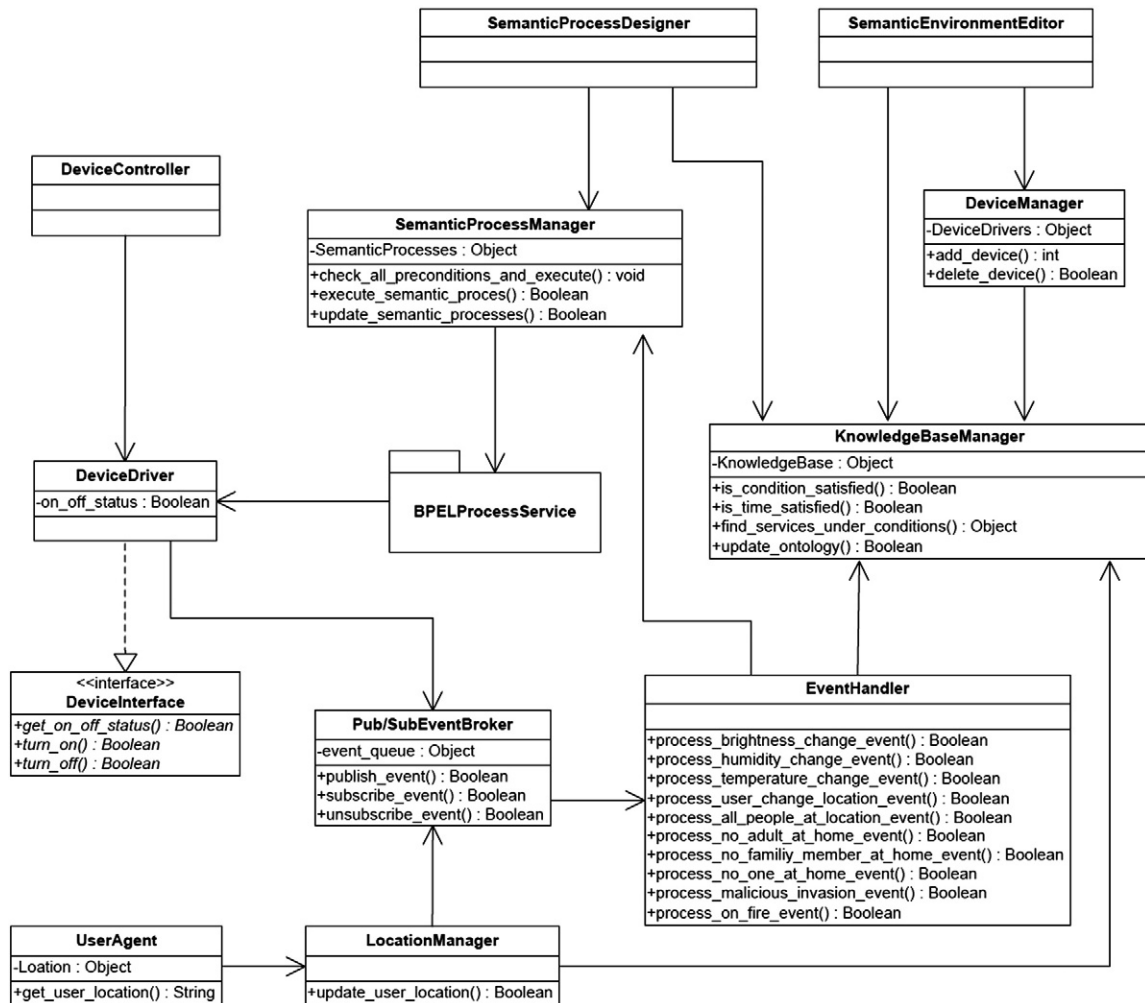 SemanticProcessDesigner
SemanticEnvironmentEditor
DeviceController
SemanticProcessManager
-SemanticProcesses : Object
+check_all_preconditions_and_execute() : void
+execute_semantic_proces() : Boolean
+update_semantic_processes() : Boolean
DeviceManager
-DeviceDrivers : Object
+add_device() : int
+delete_device() : Boolean
DeviceDriver
-on_off_status : Boolean
BPELProcessService
KnowledgeBaseManager
-KnowledgeBase : Object
+is_condition_satisfied() : Boolean
+is_time_satisfied() : Boolean
+find_services_under_conditions() : Object
+update_ontology() : Boolean
<<interface>>
DeviceInterface
+get_on_off_status() : Boolean
+turn_on() : Boolean
+turn_off() : Boolean
Pub/SubEventBroker
-event_queue : Object
+publish_event() : Boolean
+subscribe_event() : Boolean
+unsubscribe_event() : Boolean
EventHandler
+process_brightness_change_event() : Boolean
+process_humidity_change_event() : Boolean
+process_temperature_change_event() : Boolean
+process_user_change_location_event() : Boolean
+process_all_people_at_location_event() : Boolean
+process_no_adult_at_home_event() : Boolean
+process_no_familiy_member_at_home_event() : Boolean
+process_no_one_at_home_event() : Boolean
+process_malicious_invasion_event() : Boolean
+process_on_fire_event() : Boolean
UserAgent
-Loation : Object
+get_user_location() : String
LocationManager
+update_user_location() : Boolean